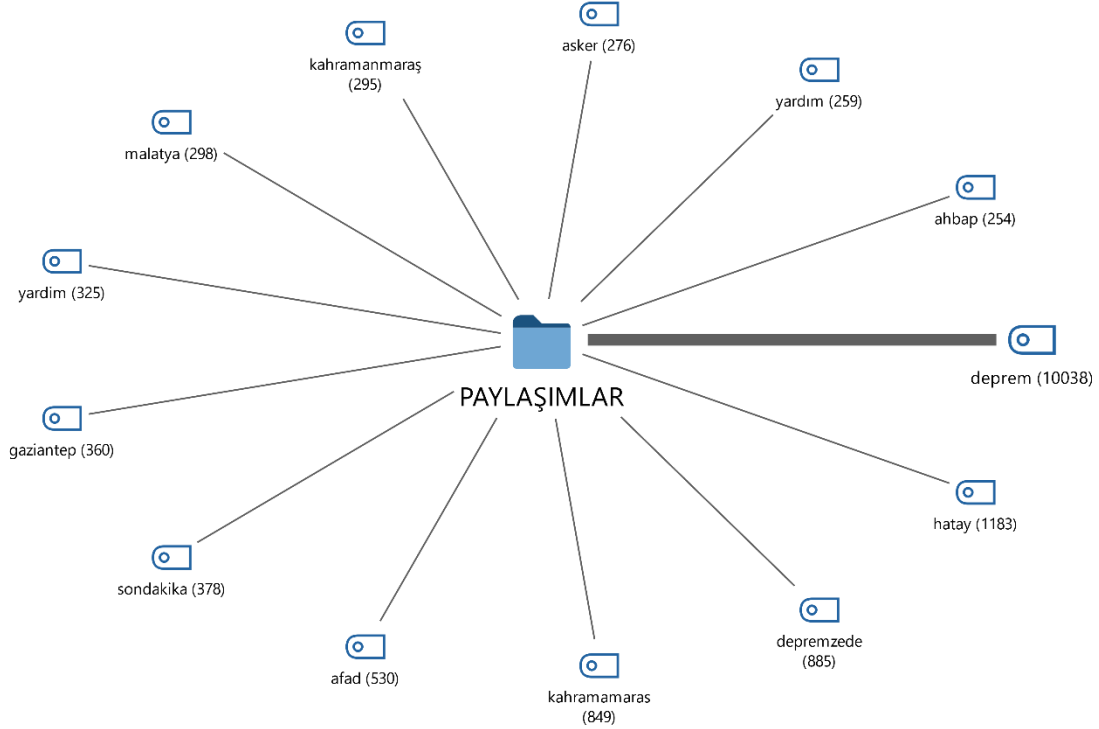 asker (276)
kahramanmaraş
(295)
yardım (259)
malatya (298)
ahbap (254)
yardim (325)
deprem (10038)
PAYLAŞIMLAR
gaziantep (360)
hatay (1183)
sondakika (378)
depremzede
(885)
afad (530)
kahramamaras
(849)